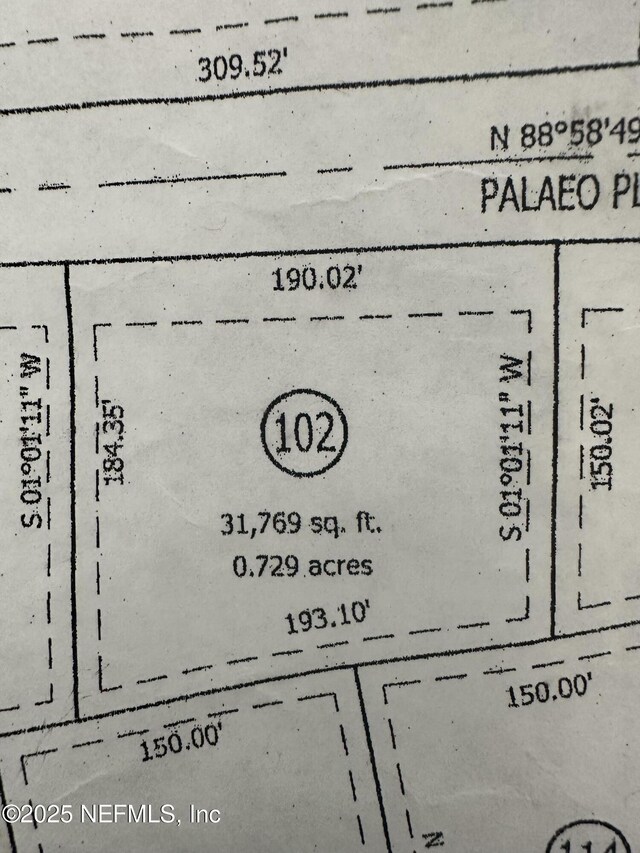 309.52'
N 88°58'49
PALAEO PL
190.02'
S 01°01'11" W
184.35'
102
S 01°01'11" W
150.02'
31,769 sq. ft.
0.729 acres
193.10'
150.00'
150.00'
N
114
©2025 NEFMLS, Inc